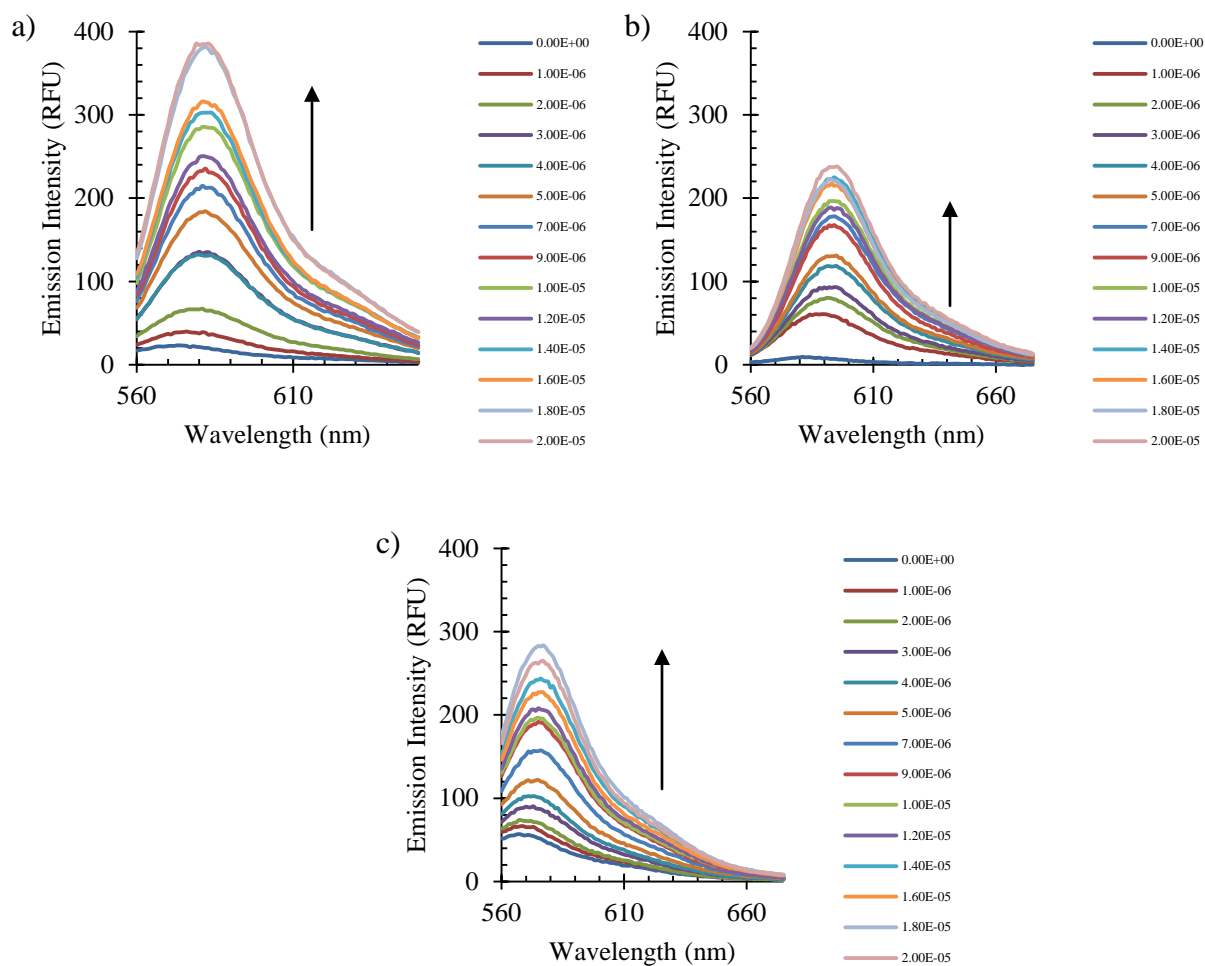 a)
Emission Intensity (RFU)
400
300
200
100
0
560
610
Wavelength (nm)
0.00E+00
1.00E-06
2.00E-06
3.00E-06
4.00E-06
5.00E-06
7.00E-06
9.00E-06
1.00E-05
1.20E-05
1.40E-05
1.60E-05
1.80E-05
2.00E-05
b)
Emission Intensity (RFU)
400
300
200
100
0
560
610
660
Wavelength (nm)
0.00E+00
1.00E-06
2.00E-06
3.00E-06
4.00E-06
5.00E-06
7.00E-06
9.00E-06
1.00E-05
1.20E-05
1.40E-05
1.60E-05
1.80E-05
2.00E-05
c)
Emission Intensity (RFU)
400
300
200
100
0
560
610
660
Wavelength (nm)
0.00E+00
1.00E-06
2.00E-06
3.00E-06
4.00E-06
5.00E-06
7.00E-06
9.00E-06
1.00E-05
1.20E-05
1.40E-05
1.60E-05
1.80E-05
2.00E-05